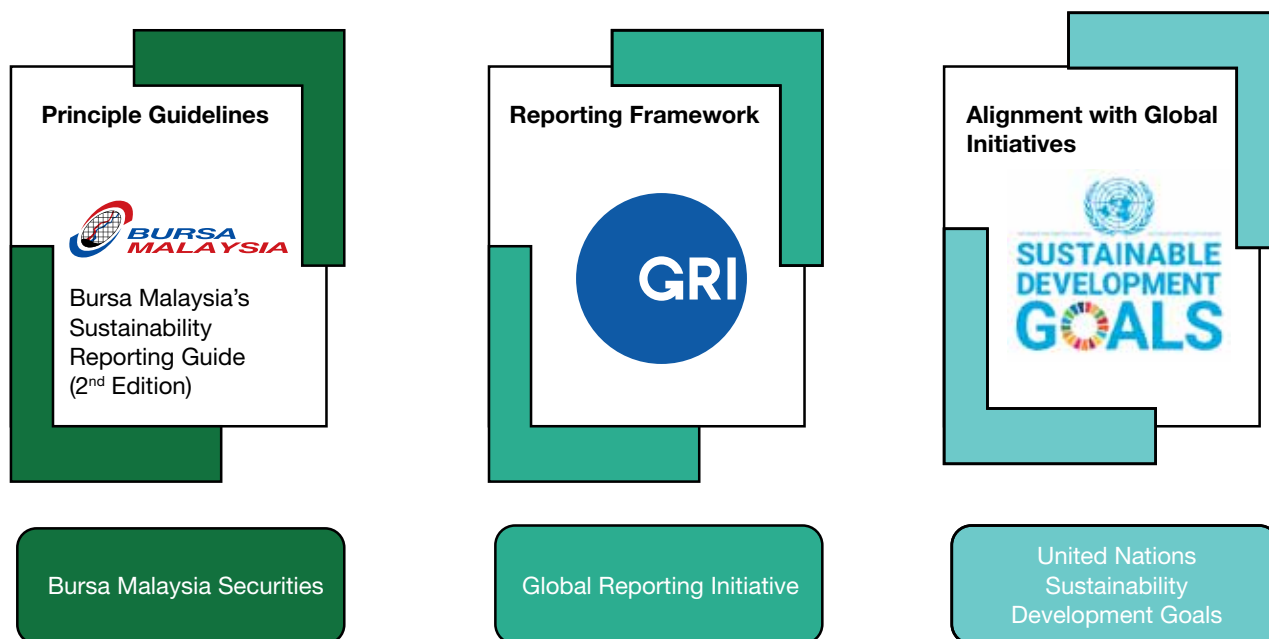 Principle Guidelines
BURSA
MALAYSIA
Bursa Malaysia’s
Sustainability
Reporting Guide
(2nd Edition)
Bursa Malaysia Securities
Reporting Framework
GRI
Global Reporting Initiative
Alignment with Global
Initiatives
SUSTAINABLE
DEVELOPMENT
GOALS
United Nations
Sustainability
Development Goals